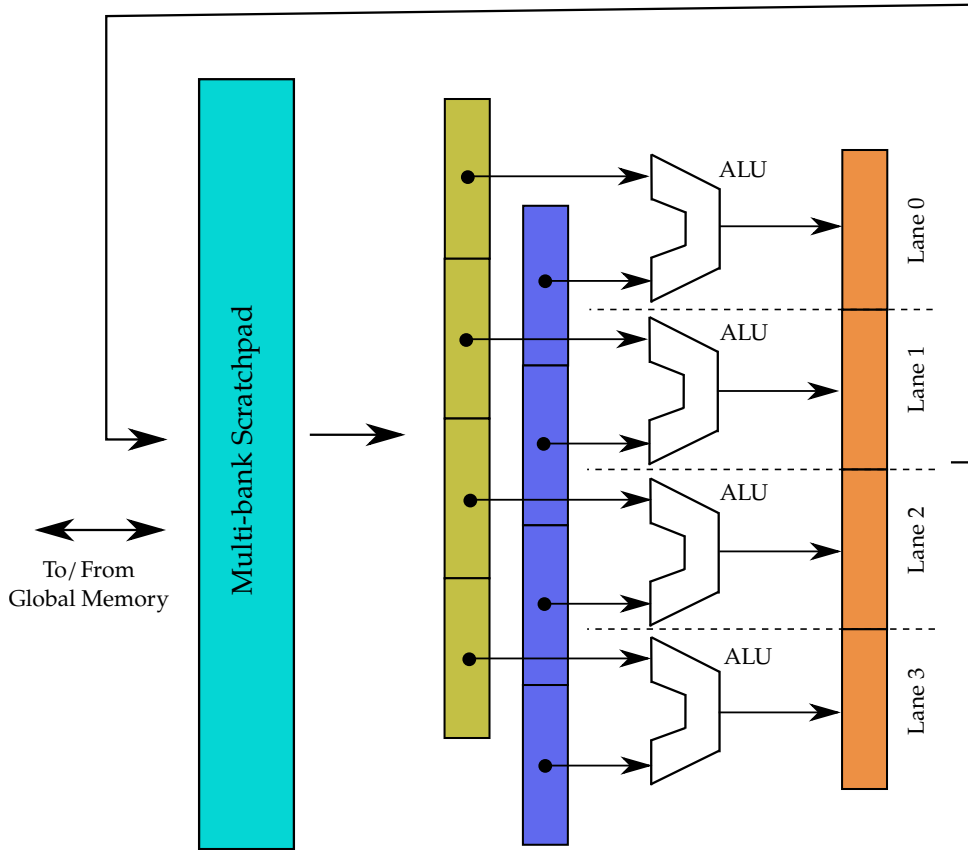 ALU
Lane 0
ALU
Lane 1
Multi-bank Scratchpad
ALU
Lane 2
To/From
Global Memory
ALU
Lane 3